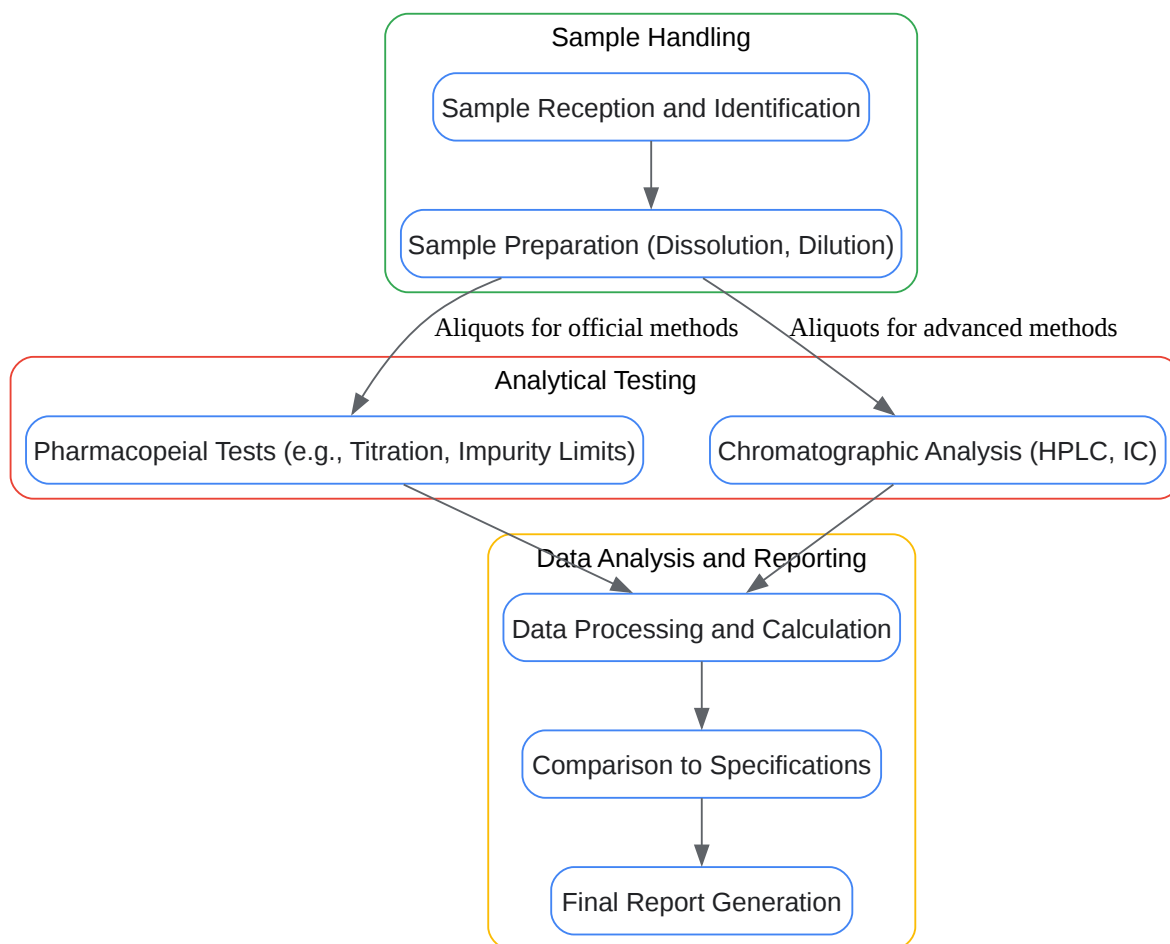 Sample Handling
Sample Reception and Identification
Sample Preparation (Dissolution, Dilution)
Aliquots for official methods
Aliquots for advanced methods
Analytical Testing
Pharmacopeial Tests (e.g., Titration, Impurity Limits)
Chromatographic Analysis (HPLC, IC)
Data Analysis and Reporting
Data Processing and Calculation
Comparison to Specifications
Final Report Generation